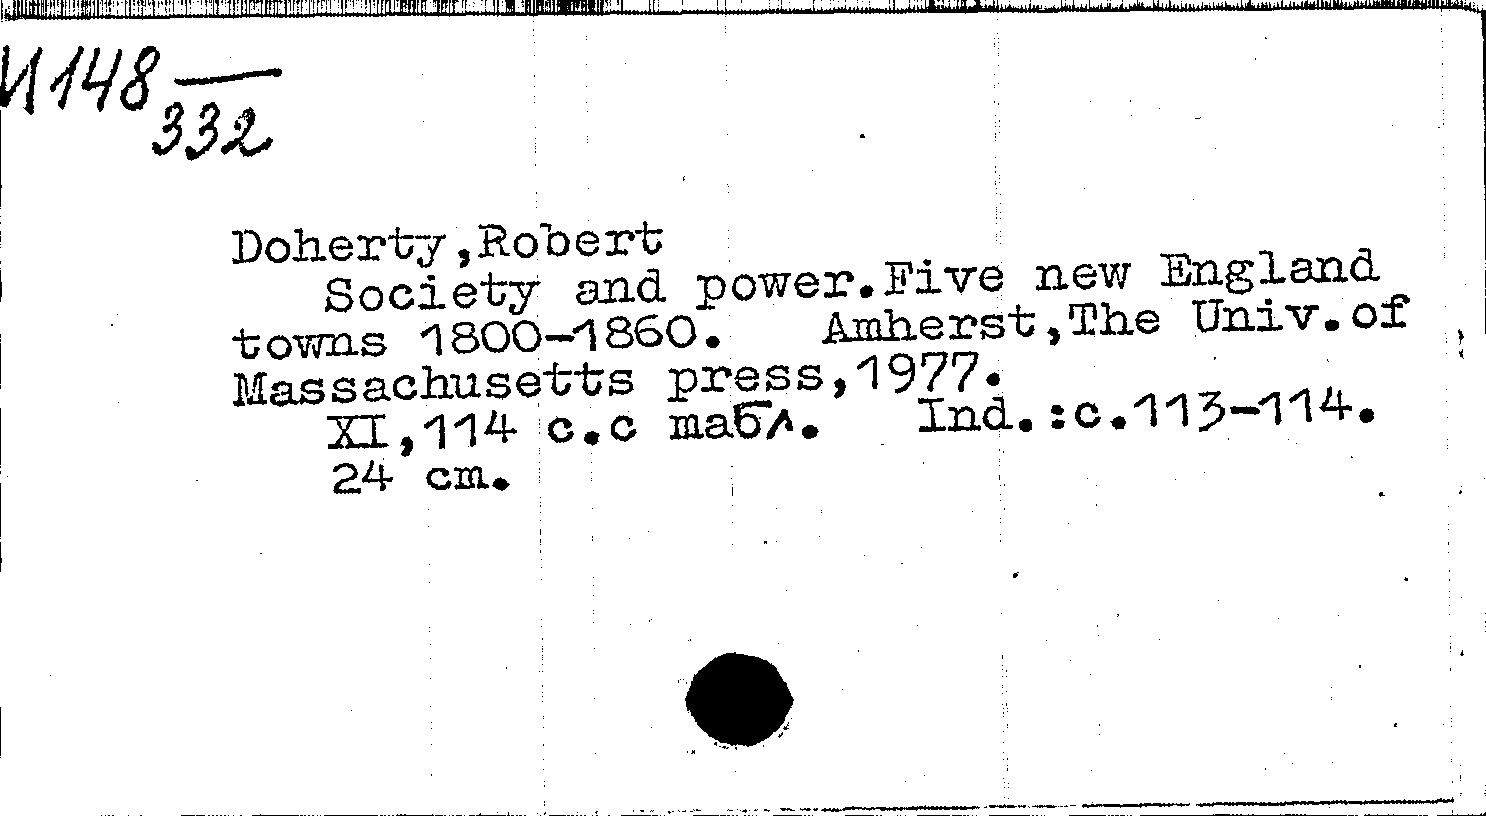 И148
332
Doherty,Robert
Society and power.Five new England
towns 1800-1860. Amherst,The Univ.of
Massachusetts press,1977.
XI,114 c.c mабл. Ind.:c.113-114.
24 cm.